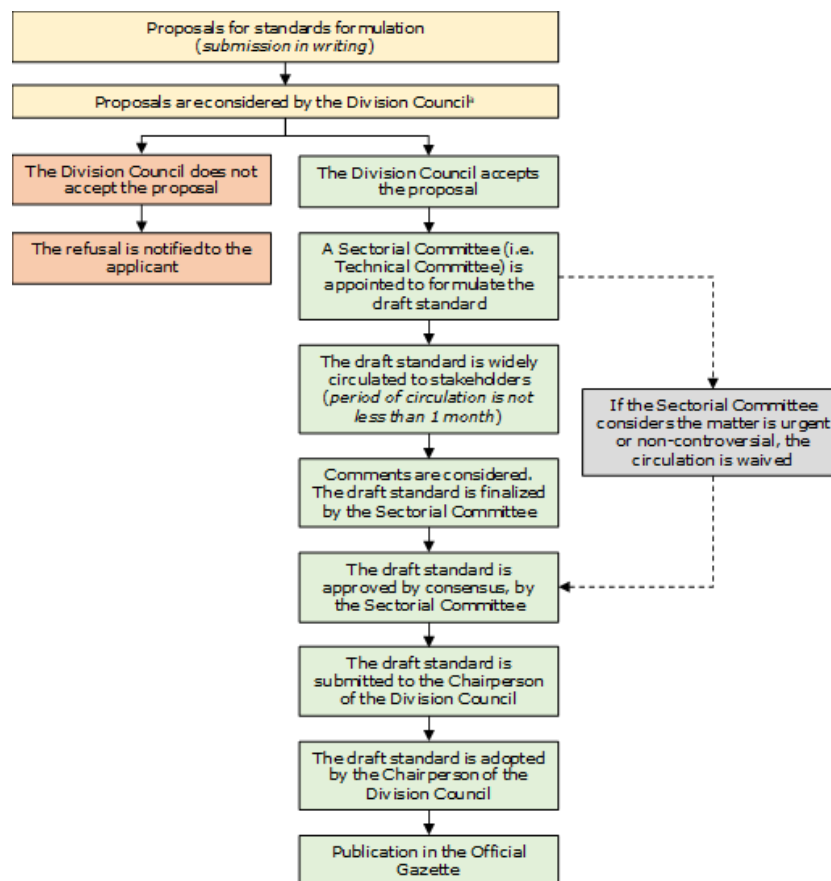 Proposals for standards formulation
(submission in writing)
Proposals are considered by the Division Councilᵃ
The Division Council does not
accept the proposal
The refusal is notified to the
applicant
The Division Council accepts
the proposal
A Sectorial Committee (i.e.
Technical Committee) is
appointed to formulate the
draft standard
The draft standard is widely
circulated to stakeholders
(period of circulation is not
less than 1 month)
If the Sectorial Committee
considers the matter is urgent
or non-controversial, the
circulation is waived
Comments are considered.
The draft standard is finalized
by the Sectorial Committee
The draft standard is
approved by consensus, by
the Sectorial Committee
The draft standard is
submitted to the Chairperson
of the Division Council
The draft standard is adopted
by the Chairperson of the
Division Council
Publication in the Official
Gazette